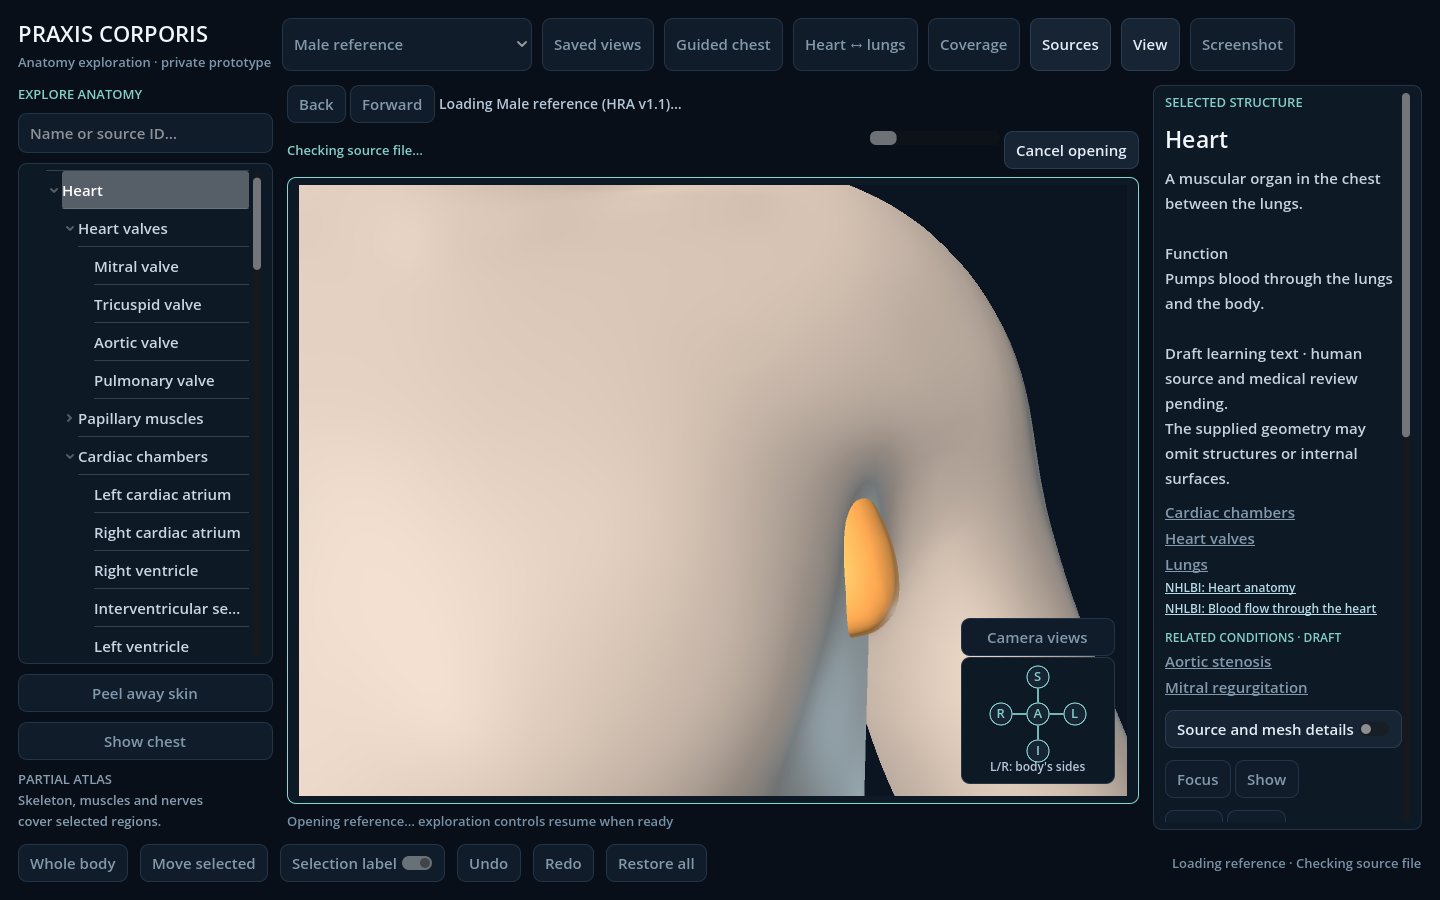 PRAXIS CORPORIS
Anatomy exploration · private prototype
Male reference
Saved views
Guided chest
Heart ↔ lungs
Coverage
Sources
View
Screenshot
EXPLORE ANATOMY
Name or source ID...
Heart
Heart valves
Mitral valve
Tricuspid valve
Aortic valve
Pulmonary valve
Papillary muscles
Cardiac chambers
Left cardiac atrium
Right cardiac atrium
Right ventricle
Interventricular se...
Left ventricle
Peel away skin
Show chest
PARTIAL ATLAS
Skeleton, muscles and nerves
cover selected regions.
Back
Forward
Loading Male reference (HRA v1.1)...
Checking source file...
Cancel opening
Camera views
S
R
A
L
I
L/R: body's sides
Opening reference... exploration controls resume when ready
SELECTED STRUCTURE
Heart
A muscular organ in the chest
between the lungs.
Function
Pumps blood through the lungs
and the body.
Draft learning text · human
source and medical review
pending.
The supplied geometry may
omit structures or internal
surfaces.
Cardiac chambers
Heart valves
Lungs
NHLBI: Heart anatomy
NHLBI: Blood flow through the heart
RELATED CONDITIONS · DRAFT
Aortic stenosis
Mitral regurgitation
Source and mesh details
Focus
Show
Whole body
Move selected
Selection label
Undo
Redo
Restore all
Loading reference · Checking source file